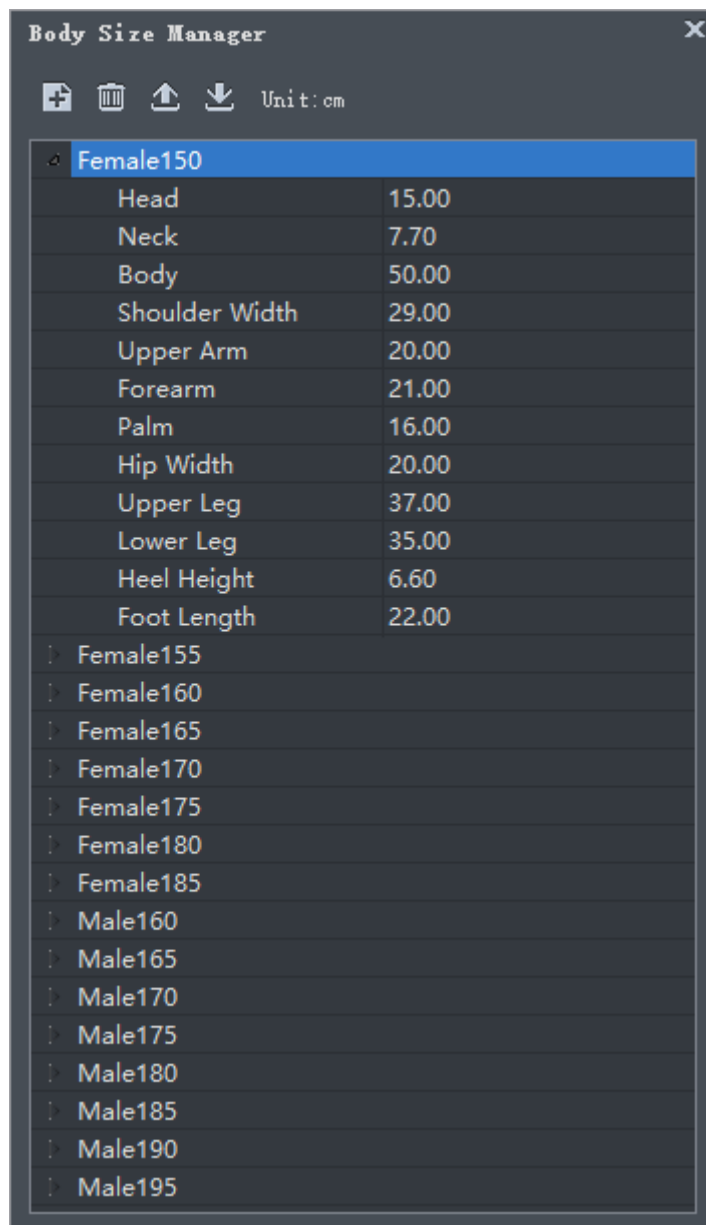 Body Size Manager
Unit:cm
Female150
Head 15.00
Neck 7.70
Body 50.00
Shoulder Width 29.00
Upper Arm 20.00
Forearm 21.00
Palm 16.00
Hip Width 20.00
Upper Leg 37.00
Lower Leg 35.00
Heel Height 6.60
Foot Length 22.00
Female155
Female160
Female165
Female170
Female175
Female180
Female185
Male160
Male165
Male170
Male175
Male180
Male185
Male190
Male195